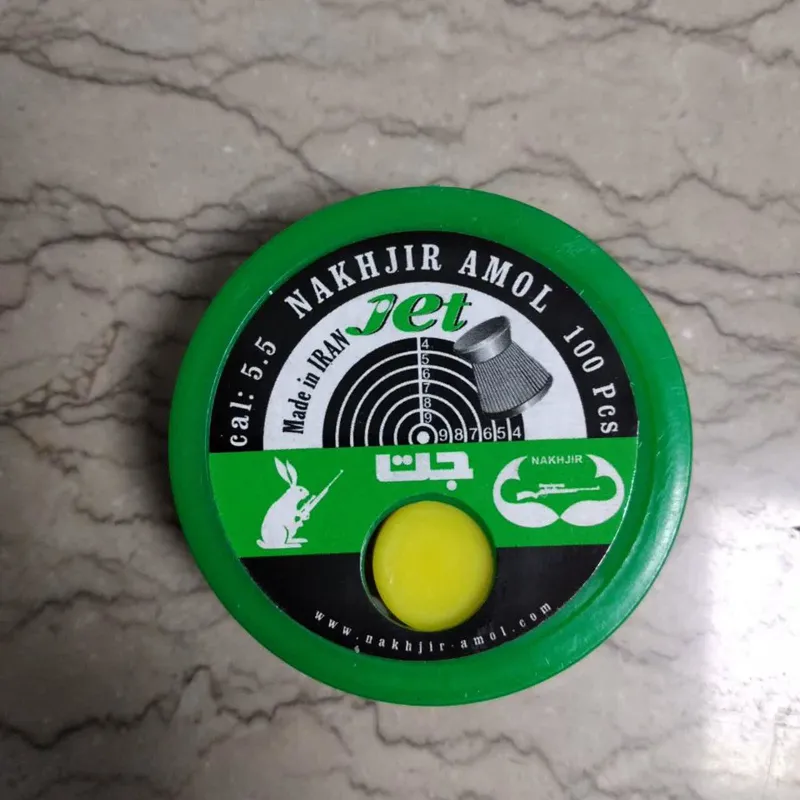 NAKHJIR AMOL
cal: 5.5
100 Pcs
Jet
Made in IRAN
4
5
6
7
8
9
9 8 7 6 5 4
جت
NAKHJIR
www.nakhjir-amol.com